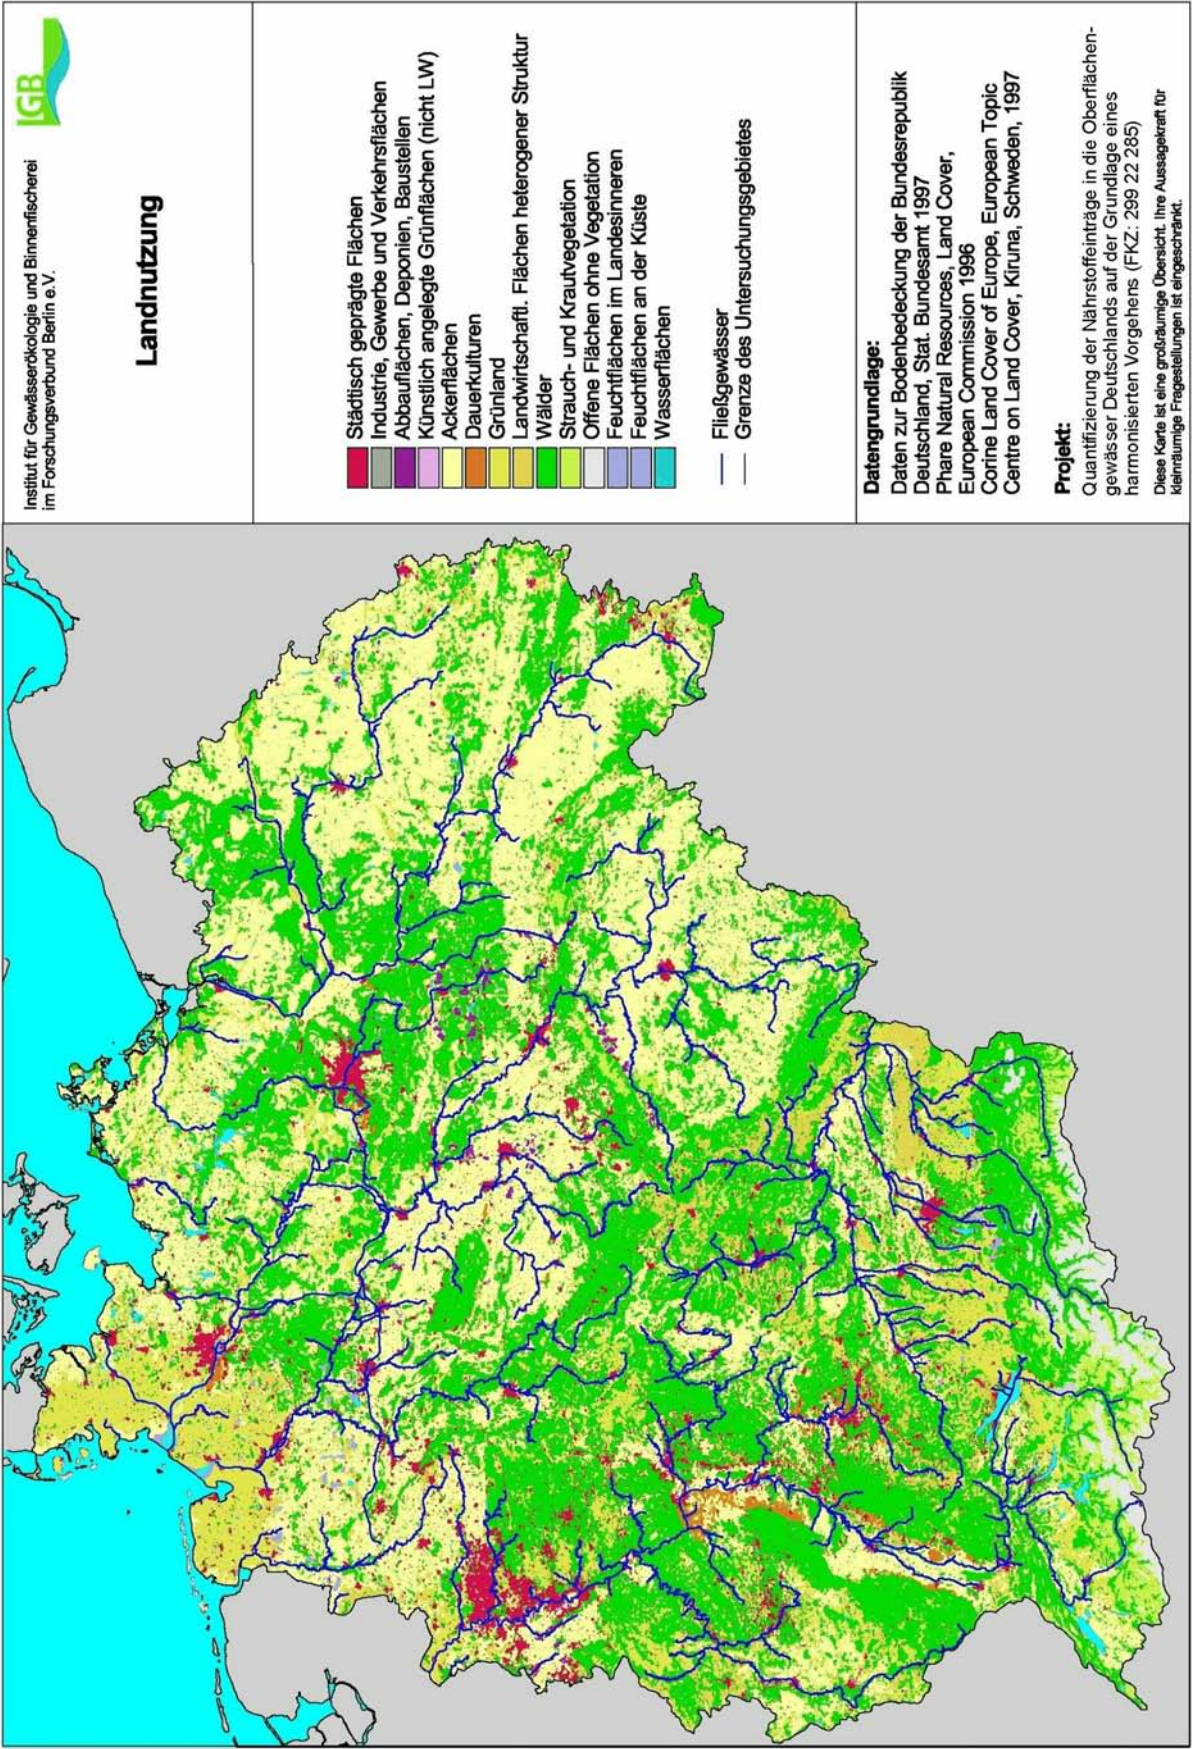 IGB
Institut für Gewässerökologie und Binnenfischerei
im Forschungsverbund Berlin e.V.
Landnutzung
Städtisch geprägte Flächen
Industrie, Gewerbe und Verkehrsflächen
Abbauflächen, Deponien, Baustellen
Künstlich angelegte Grünflächen (nicht LW)
Ackerflächen
Dauerkulturen
Grünland
Landwirtschaftl. Flächen heterogener Struktur
Wälder
Strauch- und Krautvegetation
Offene Flächen ohne Vegetation
Feuchtflächen im Landesinneren
Feuchtflächen an der Küste
Wasserflächen
Fließgewässer
Grenze des Untersuchungsgebietes
Datengrundlage:
Daten zur Bodenbedeckung der Bundesrepublik
Deutschland, Stat. Bundesamt 1997
Phare Natural Resources, Land Cover,
European Commission 1996
Corine Land Cover of Europe, European Topic
Centre on Land Cover, Kiruna, Schweden, 1997
Projekt:
Quantifizierung der Nährstoffeinträge in die Oberflächen-
gewässer Deutschlands auf der Grundlage eines
harmonisierten Vorgehens (FKZ: 299 22 285)
Diese Karte ist eine großräumige Übersicht. Ihre Aussagekraft für
kleinräumige Fragestellungen ist eingeschränkt.